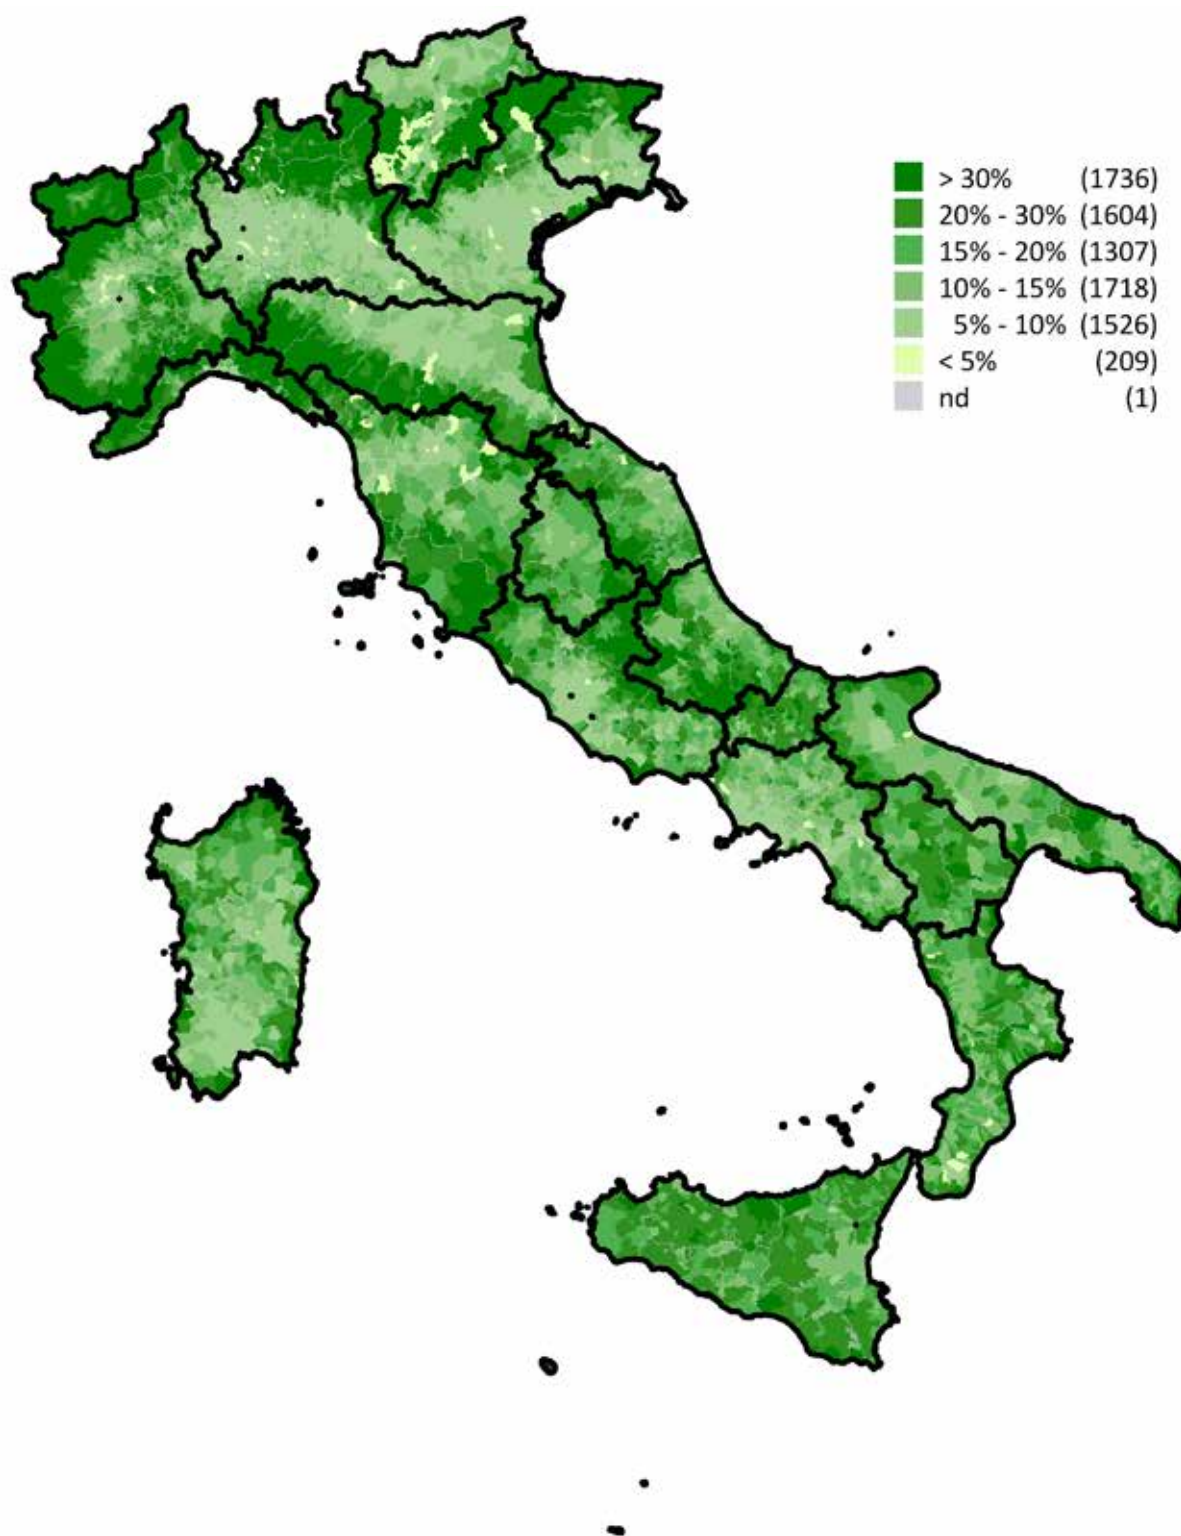 > 30% (1736)
20% - 30% (1604)
15% - 20% (1307)
10% - 15% (1718)
5% - 10% (1526)
< 5% (209)
nd (1)